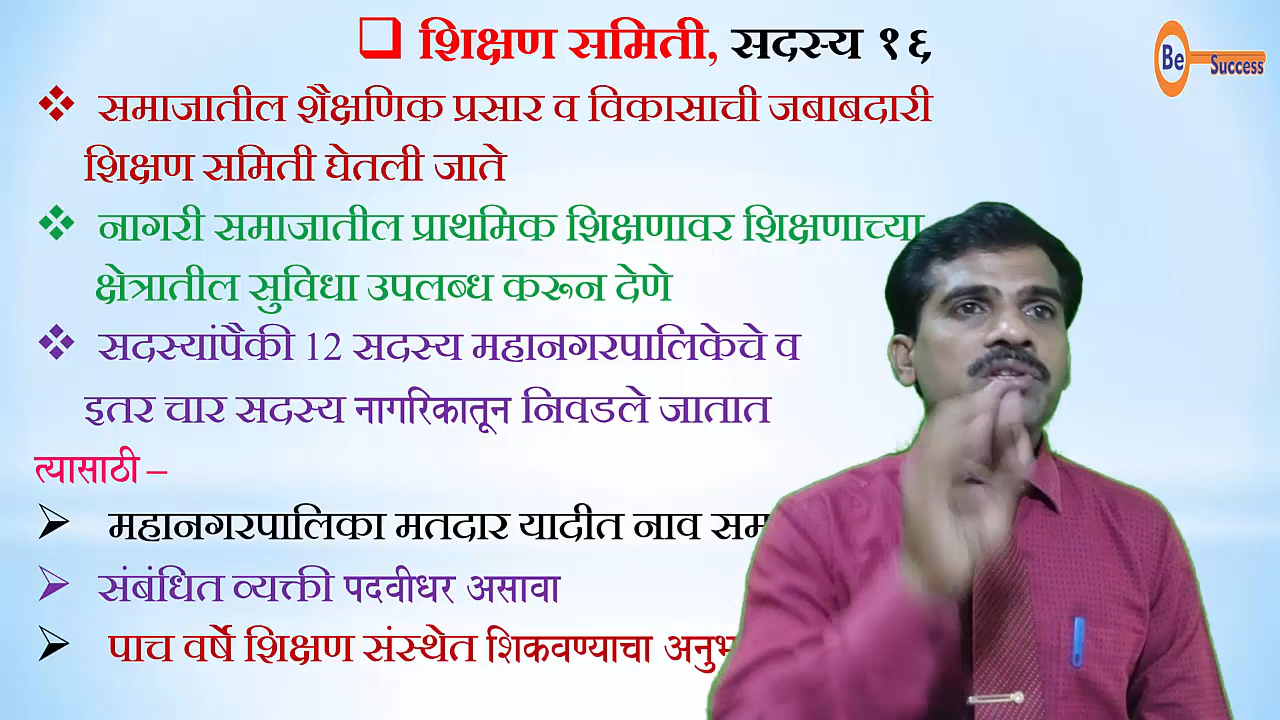 शिक्षण समिती, सदस्य १६
Be Success
समाजातील शैक्षणिक प्रसार व विकासाची जबाबदारी
शिक्षण समिती घेतली जाते
नागरी समाजातील प्राथमिक शिक्षणावर शिक्षणाच्या
क्षेत्रातील सुविधा उपलब्ध करून देणे
सदस्यांपैकी 12 सदस्य महानगरपालिकेचे व
इतर चार सदस्य नागरिकातून निवडले जातात
त्यासाठी –
महानगरपालिका मतदार यादीत नाव
संबंधित व्यक्ती पदवीधर असावा
पाच वर्षे शिक्षण संस्थेत शिकवण्याचा